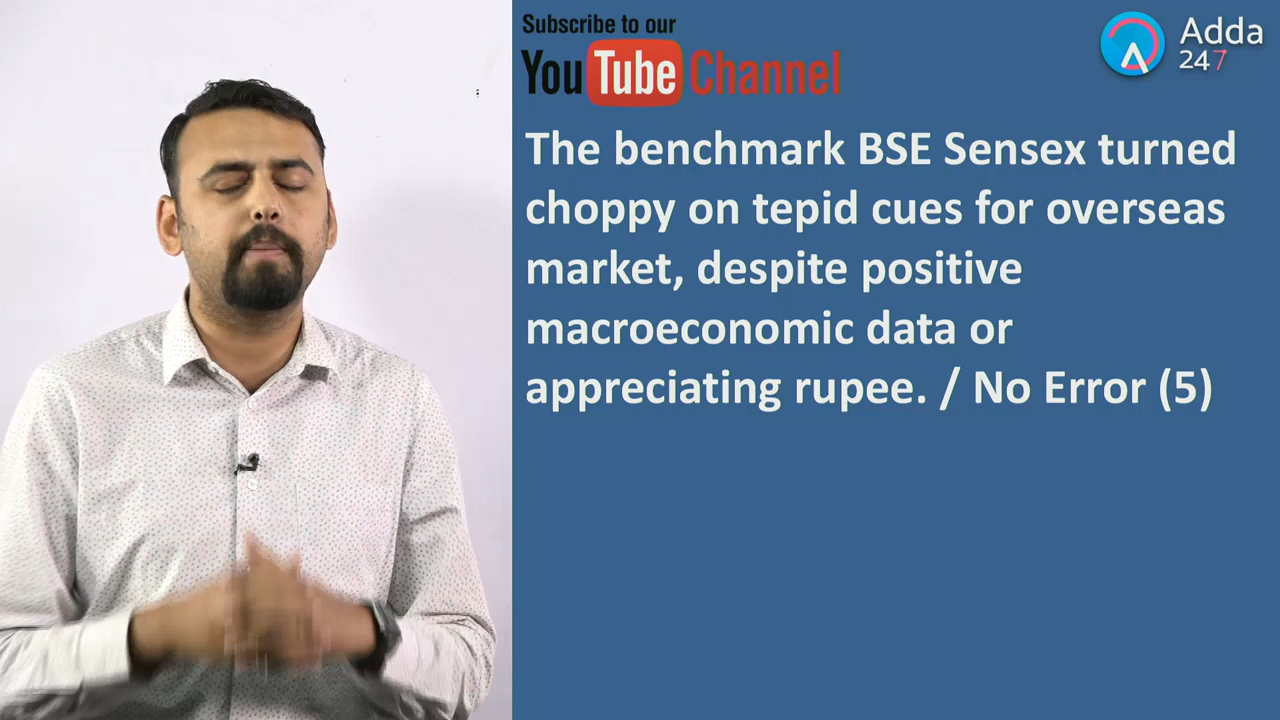 Subscribe to our
YouTube Channel
Adda
247
The benchmark BSE Sensex turned
choppy on tepid cues for overseas
market, despite positive
macroeconomic data or
appreciating rupee. / No Error (5)